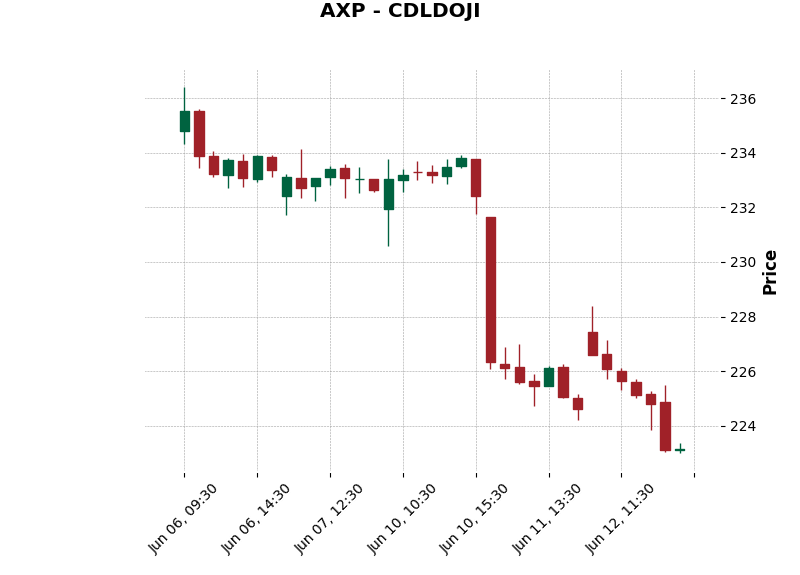 AXP - CDLDOJI
236
234
232
230
228
226
224
Price
Jun 06, 09:30
Jun 06, 14:30
Jun 07, 12:30
Jun 10, 10:30
Jun 10, 15:30
Jun 11, 13:30
Jun 12, 11:30